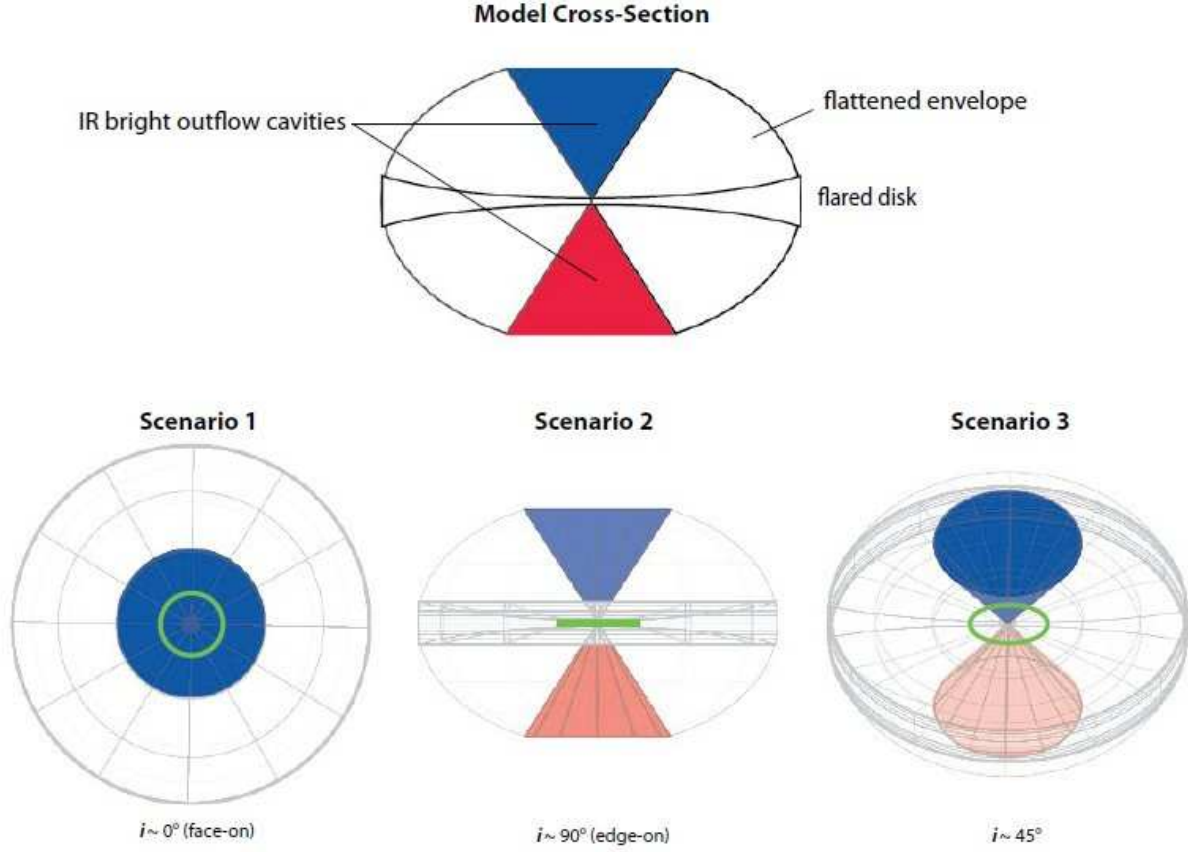 Model Cross-Section
IR bright outflow cavities
flattened envelope
flared disk
Scenario 1
Scenario 2
Scenario 3
i ~ 0° (face-on)
i ~ 90° (edge-on)
i ~ 45°